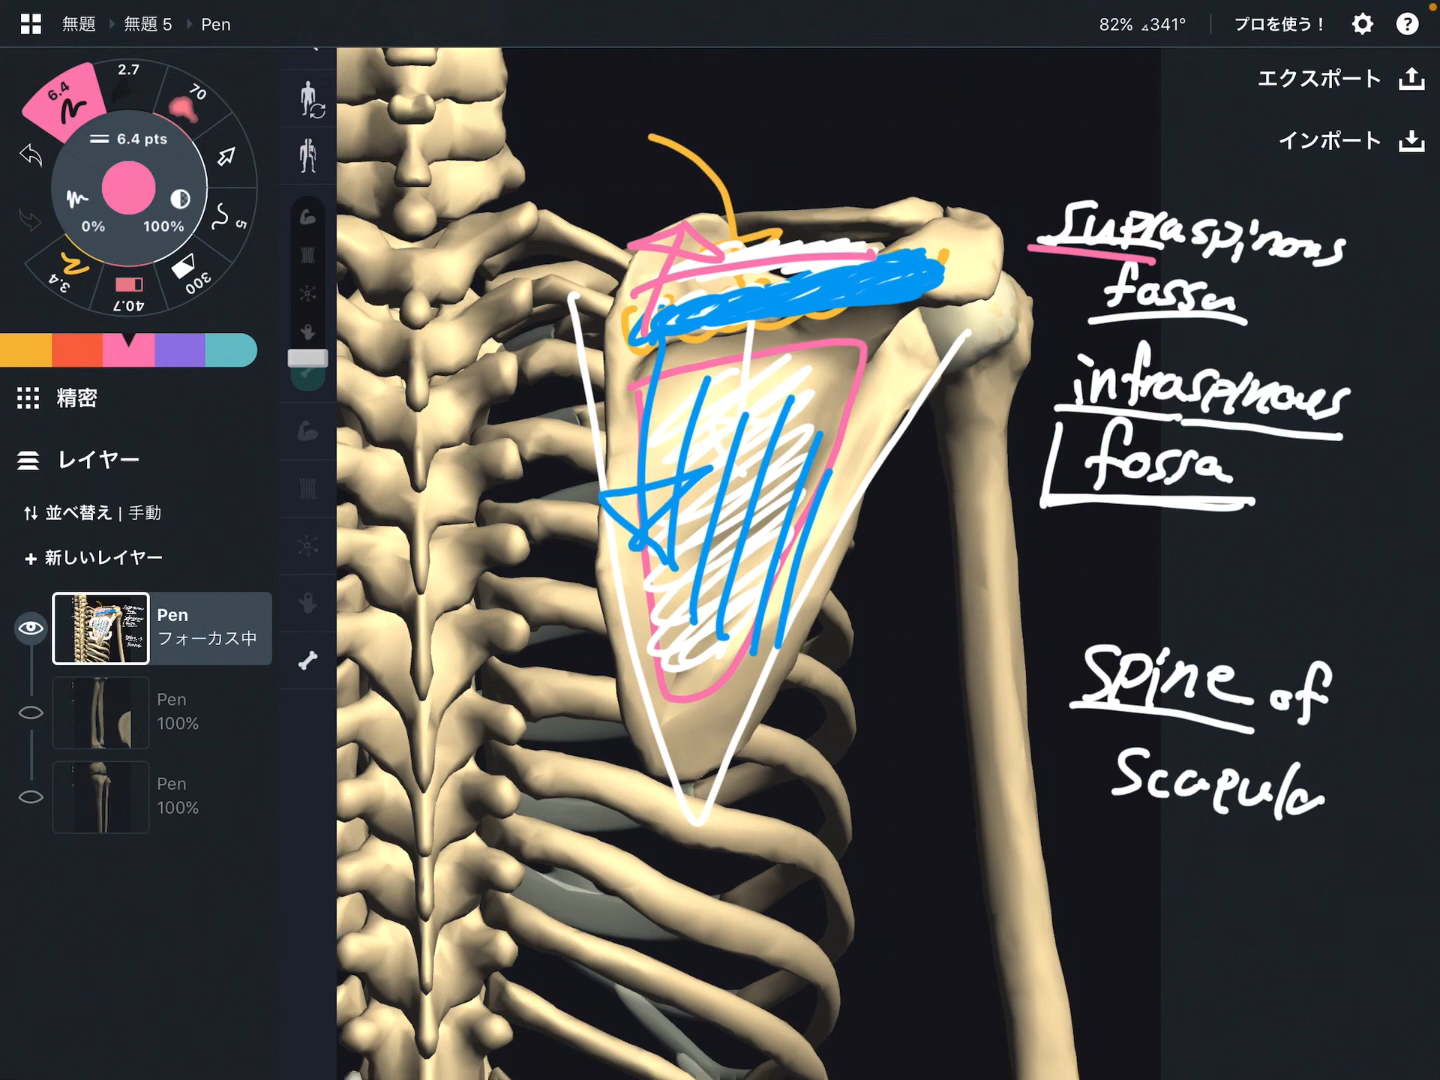 無題 無題 5 Pen
82% ⊿341° プロを使う！
エクスポート
インポート
6.4
2.7
70
6.4 pts
0%
100%
5
300
40.7
3.4
精密
レイヤー
並べ替え | 手動
+ 新しいレイヤー
Pen
フォーカス中
Pen
100%
Pen
100%
Supraspinous
fossa
infraspinous
fossa
Spine of
Scapula